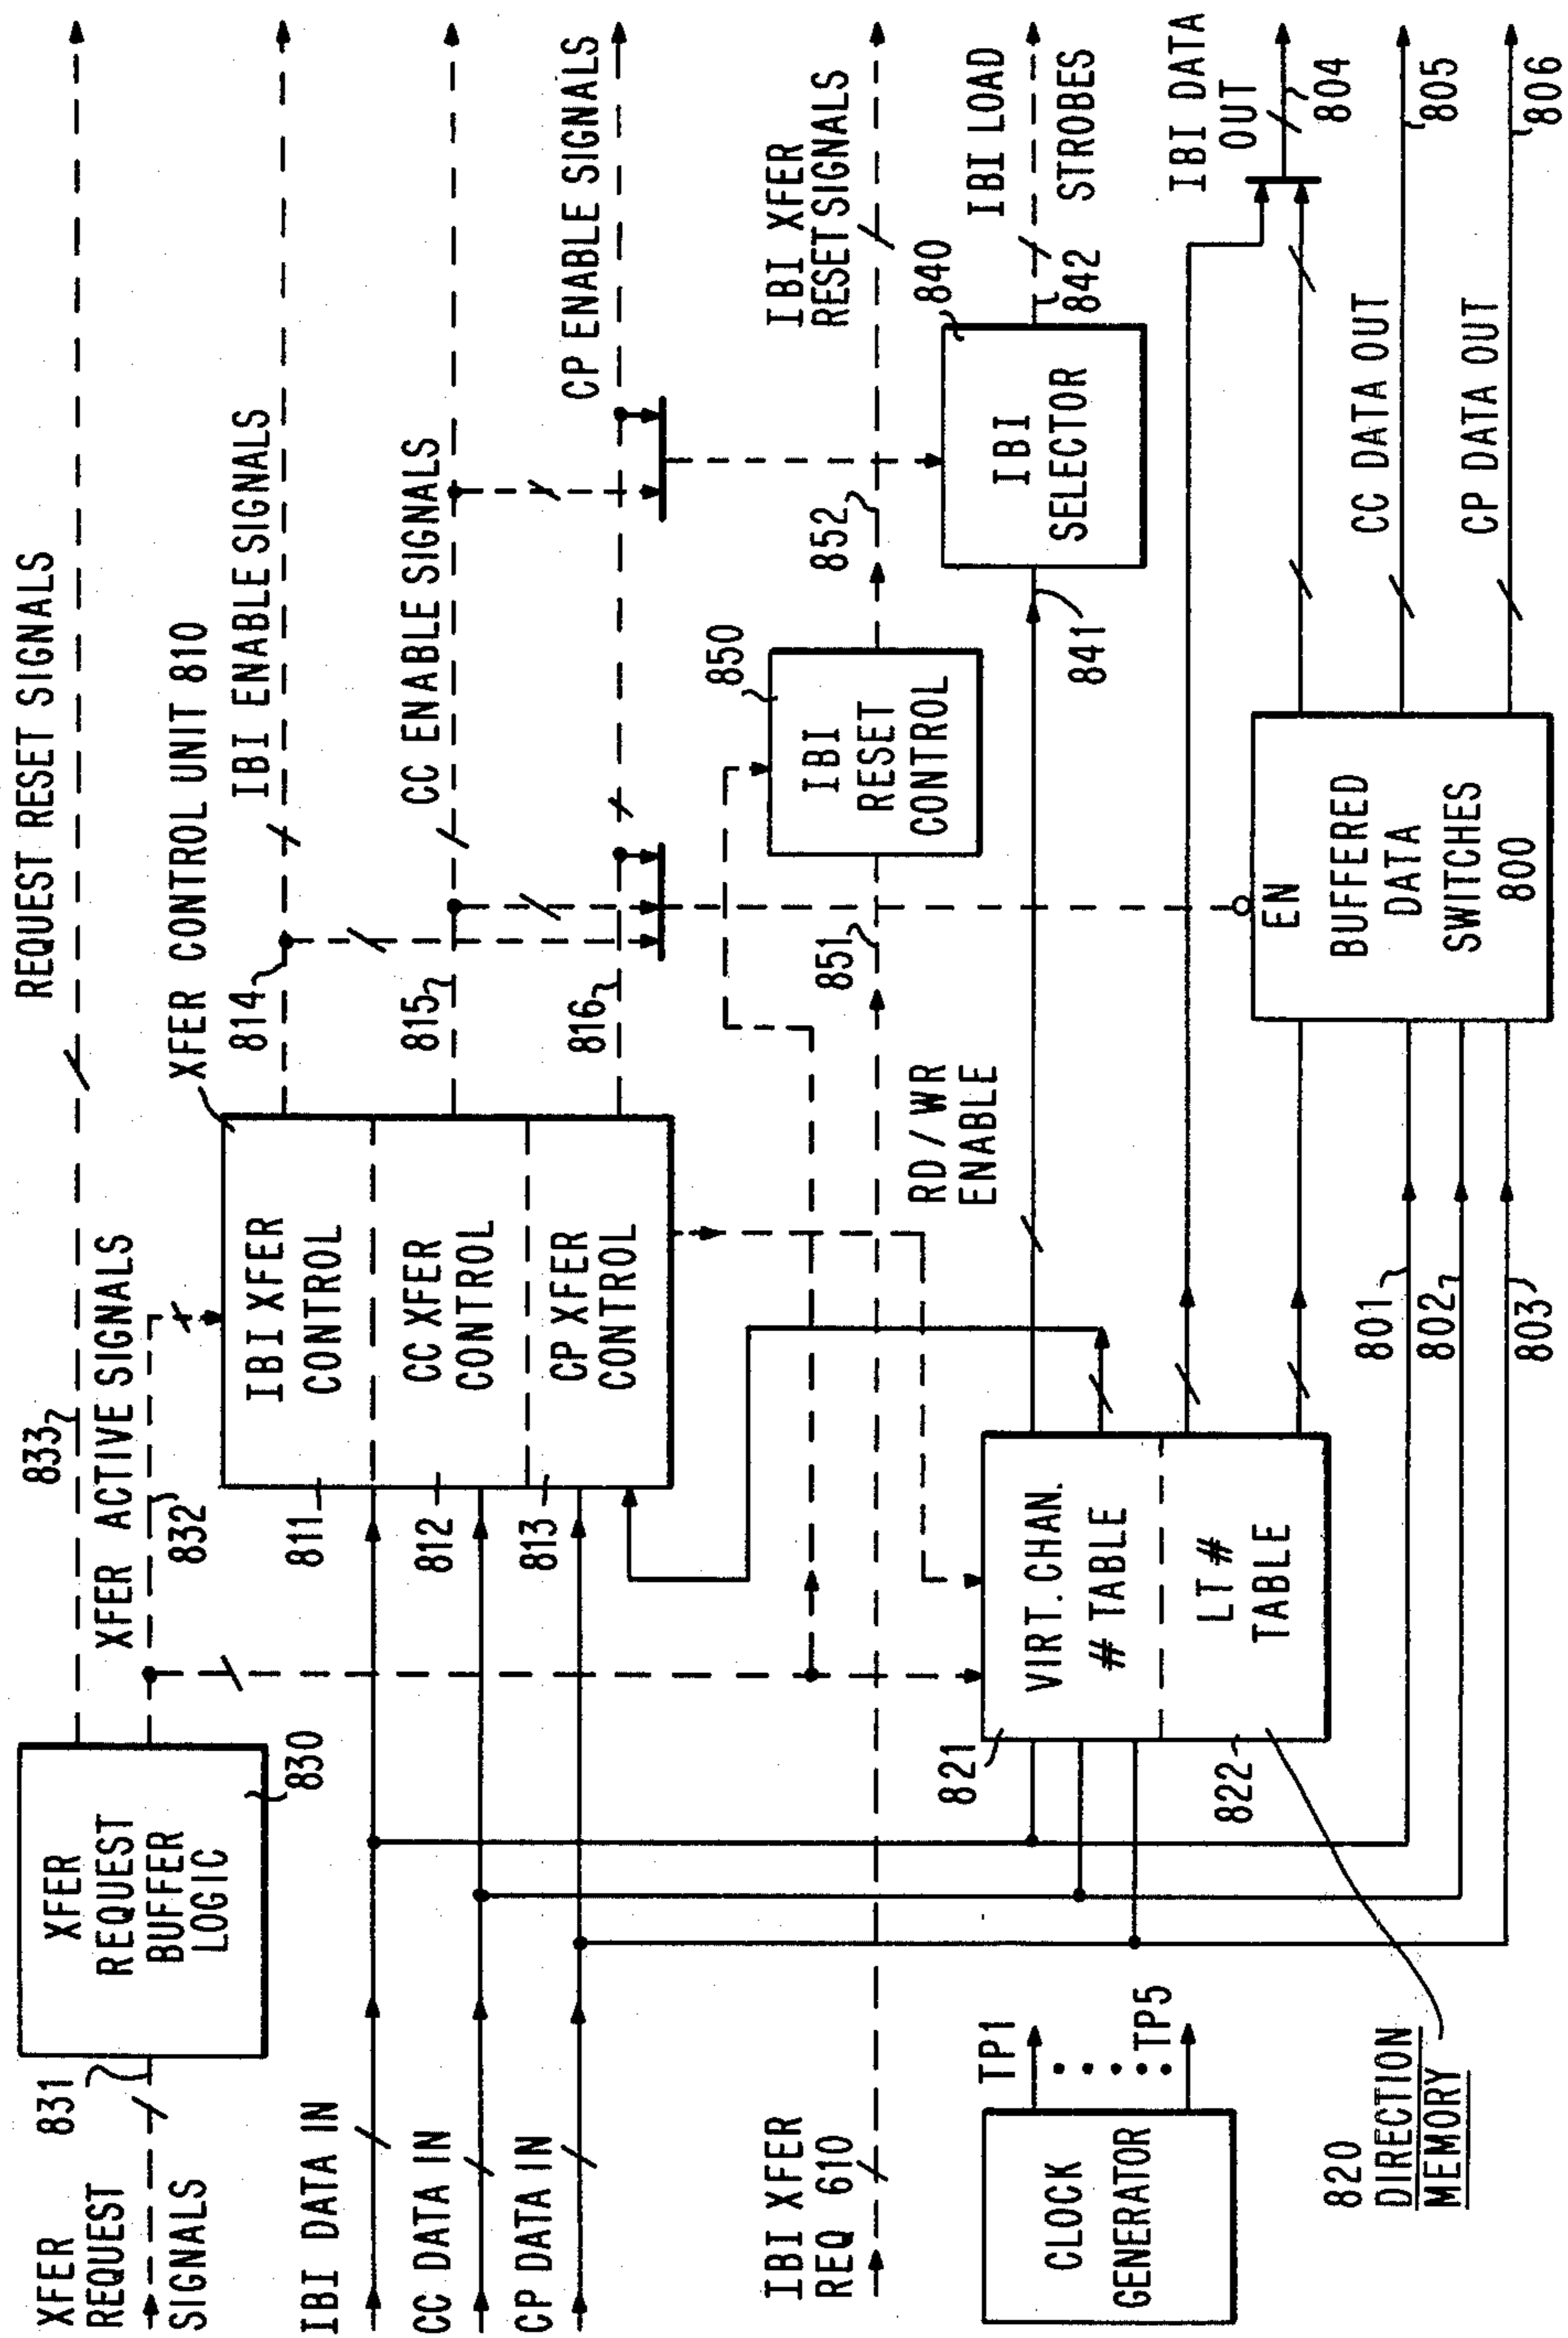 REQUEST RESET SIGNALS
XFER CONTROL UNIT 810
IBI ENABLE SIGNALS
CC ENABLE SIGNALS
CP ENABLE SIGNALS
814
815
816
833
XFER ACTIVE SIGNALS
832
XFER
REQUEST
BUFFER
LOGIC
830
831
XFER
REQUEST
SIGNALS
IBI XFER
CONTROL
CC XFER
CONTROL
CP XFER
CONTROL
811
812
813
IBI DATA IN
CC DATA IN
CP DATA IN
IBI XFER
REQ 610
851
850
IBI
RESET
CONTROL
852
IBI XFER
RESET SIGNALS
RD/WR
ENABLE
841
840
IBI
SELECTOR
842
IBI LOAD
STROBES
821
VIRT. CHAN.
# TABLE
LT #
TABLE
822
CLOCK
GENERATOR
TP1
TP5
820
DIRECTION
MEMORY
801
802
803
EN
BUFFERED
DATA
SWITCHES
800
IBI DATA
OUT
804
CC DATA OUT
805
CP DATA OUT
806